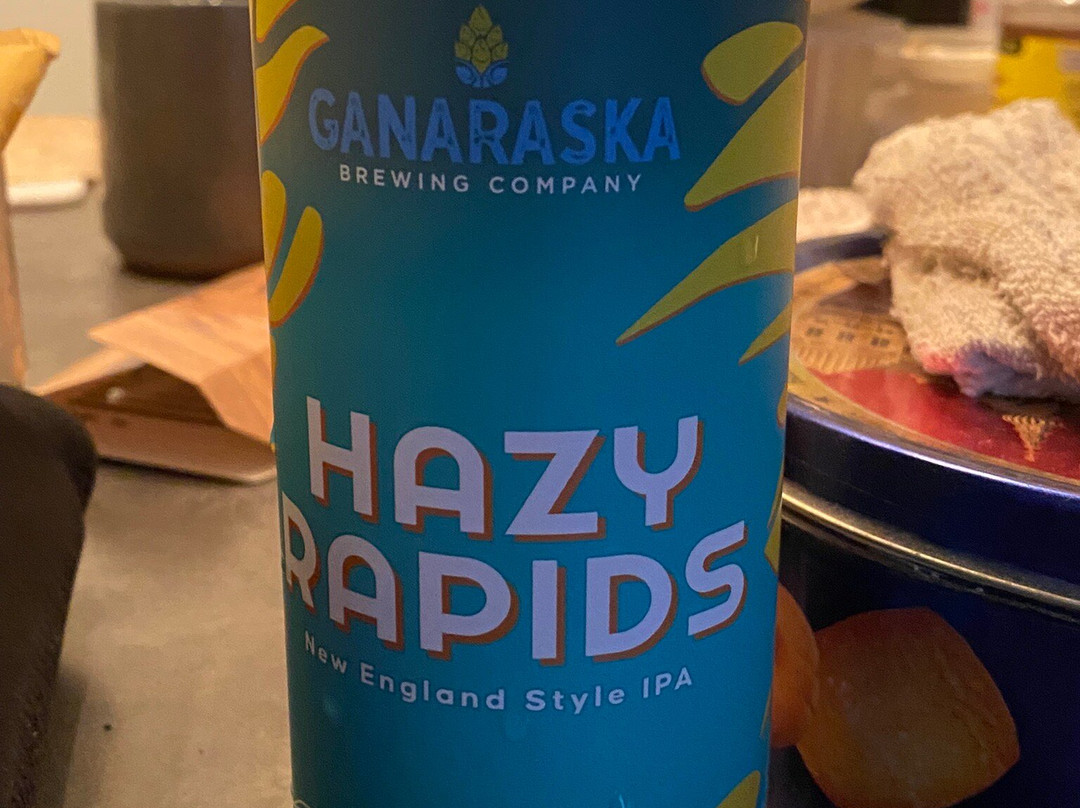 GANARASKA
BREWING COMPANY
HAZY
RAPIDS
New England Style IPA